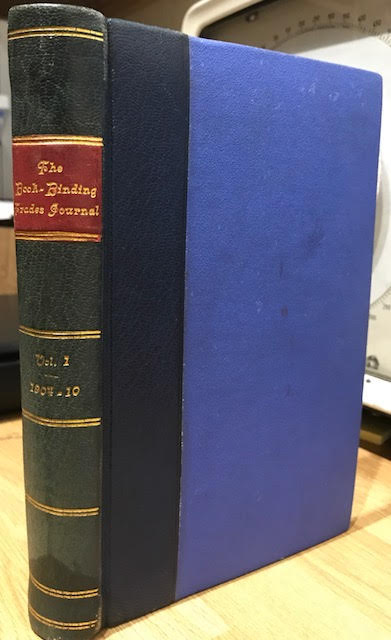 The
Book-Binding
Trades Journal
Vol. 1
1904-10